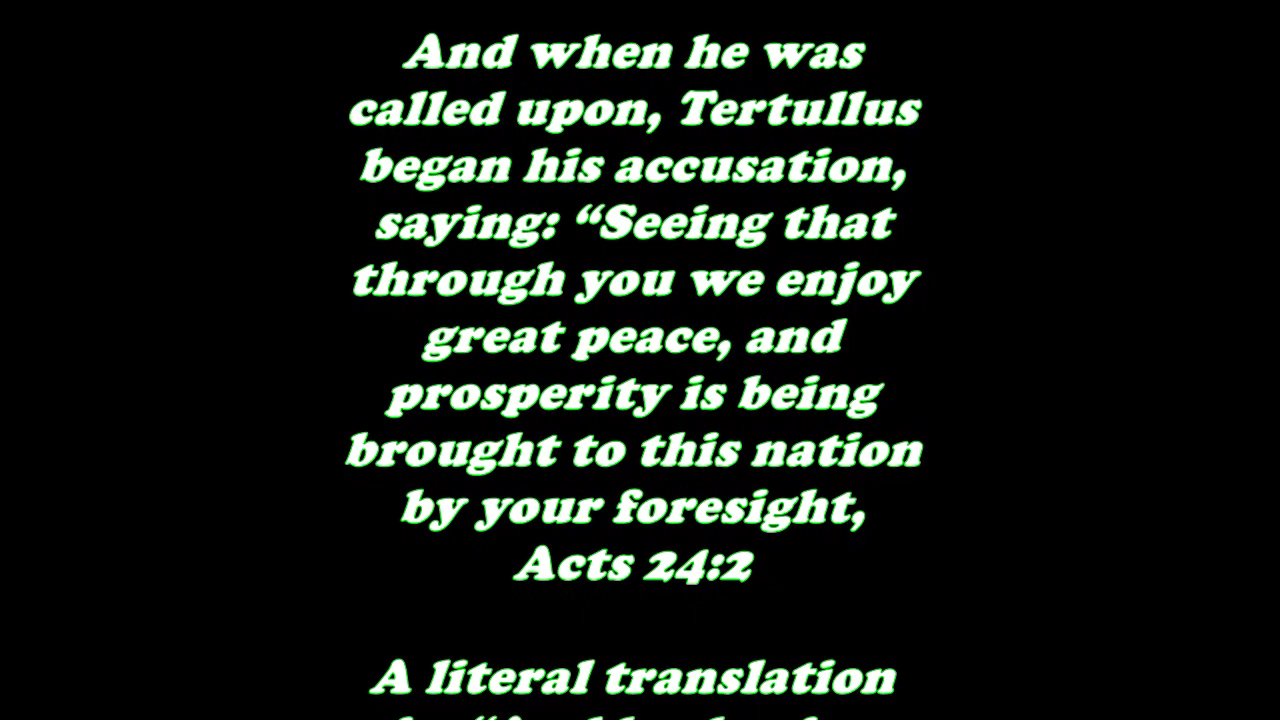 And when he was
called upon, Tertullus
began his accusation,
saying: “Seeing that
through you we enjoy
great peace, and
prosperity is being
brought to this nation
by your foresight,
Acts 24:2
A literal translation